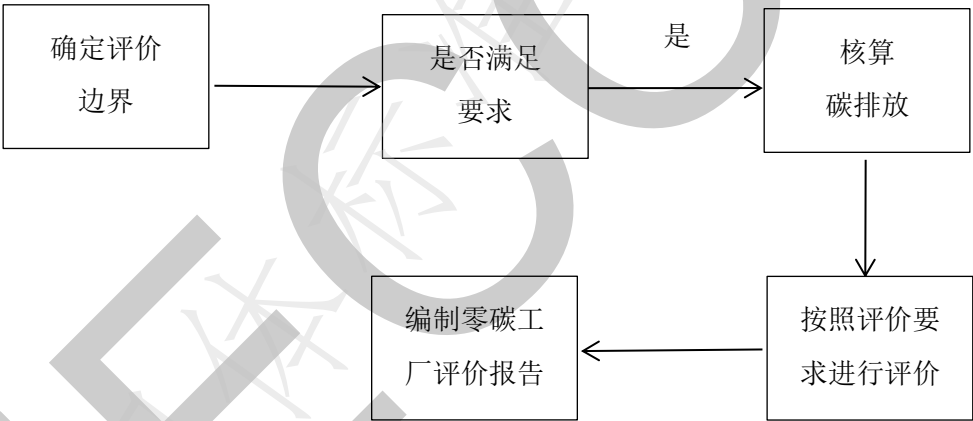 确定评价
边界
是否满足
要求
是
核算
碳排放
按照评价要
求进行评价
编制零碳工
厂评价报告